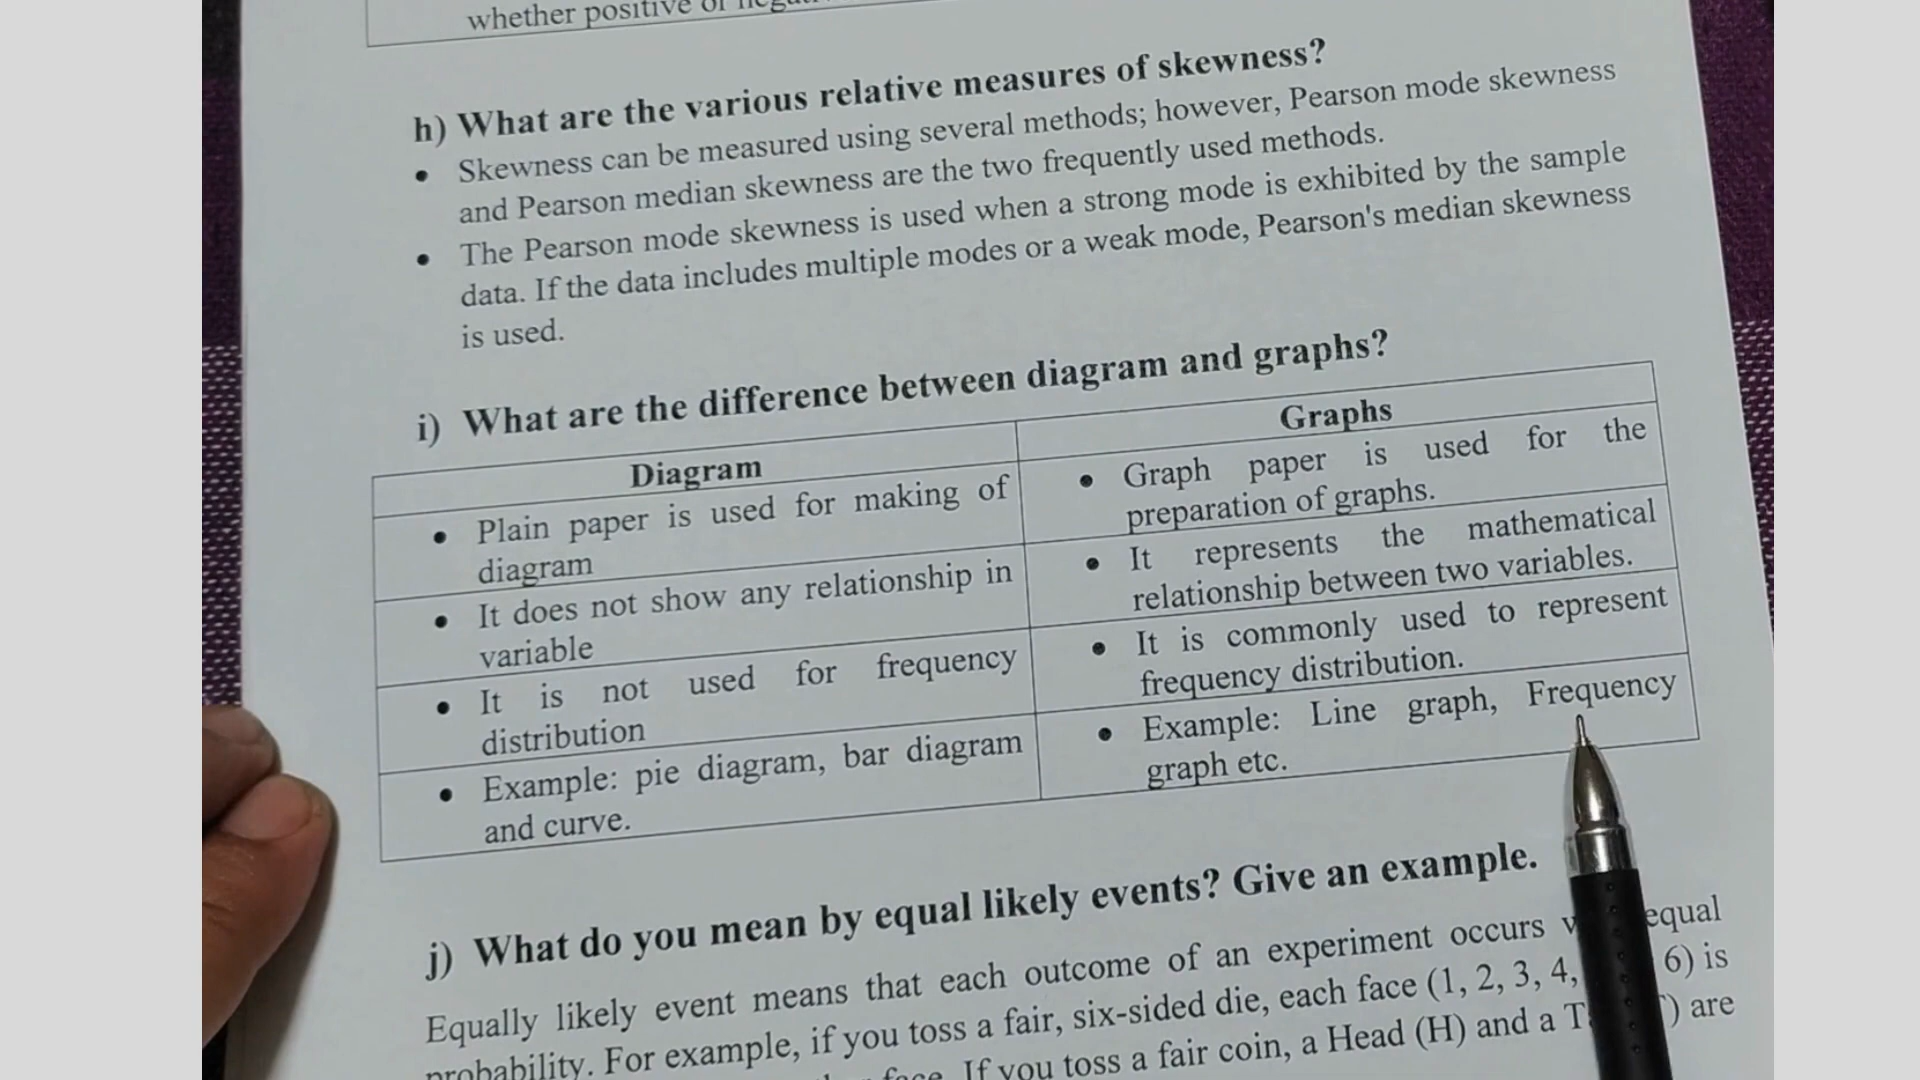 whether positive or
h) What are the various relative measures of skewness?
• Skewness can be measured using several methods; however, Pearson mode skewness
and Pearson median skewness are the two frequently used methods.
• The Pearson mode skewness is used when a strong mode is exhibited by the sample
data. If the data includes multiple modes or a weak mode, Pearson's median skewness
is used.
i) What are the difference between diagram and graphs?
Diagram
• Plain paper is used for making of
diagram
• It does not show any relationship in
variable
• It is not used for frequency
distribution
• Example: pie diagram, bar diagram
and curve.
Graphs
• Graph paper is used for the
preparation of graphs.
• It represents the mathematical
relationship between two variables.
• It is commonly used to represent
frequency distribution.
• Example: Line graph, Frequency
graph etc.
j) What do you mean by equal likely events? Give an example.
Equally likely event means that each outcome of an experiment occurs equal
probability. For example, if you toss a fair, six-sided die, each face (1, 2, 3, 4, 6) is
face. If you toss a fair coin, a Head (H) and a ) are